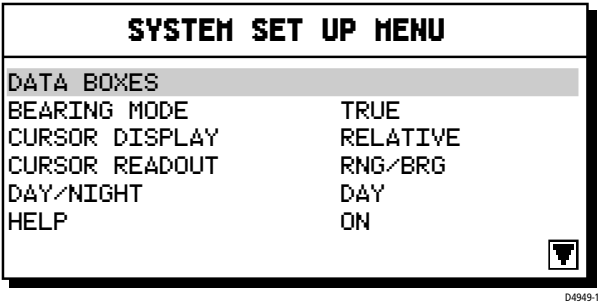 SYSTEM SET UP MENU
DATA BOXES
BEARING MODE TRUE
CURSOR DISPLAY RELATIVE
CURSOR READOUT RNG/BRG
DAY/NIGHT DAY
HELP ON
D4949-1